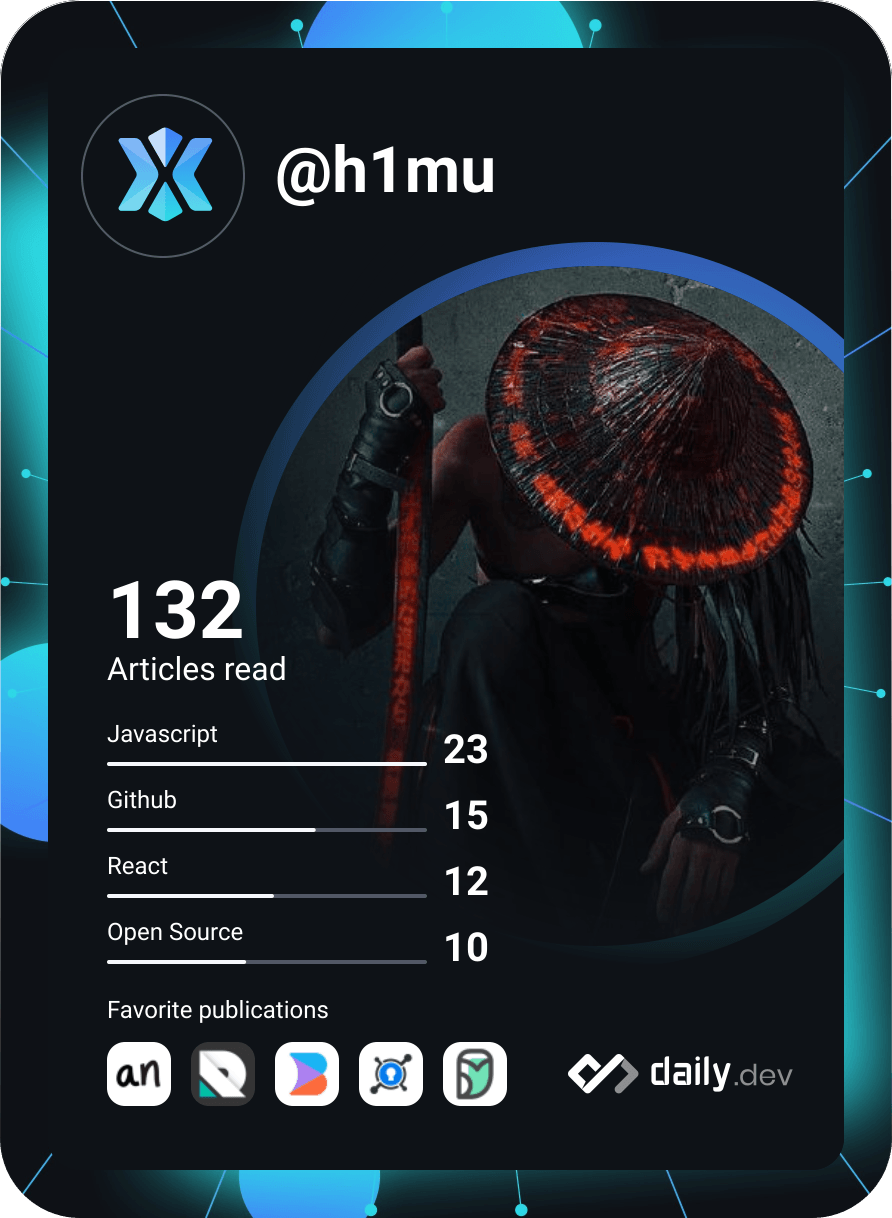 @h1mu
132
Articles read
Javascript
23
Github
15
React
12
Open Source
10
Favorite publications
an
daily.dev